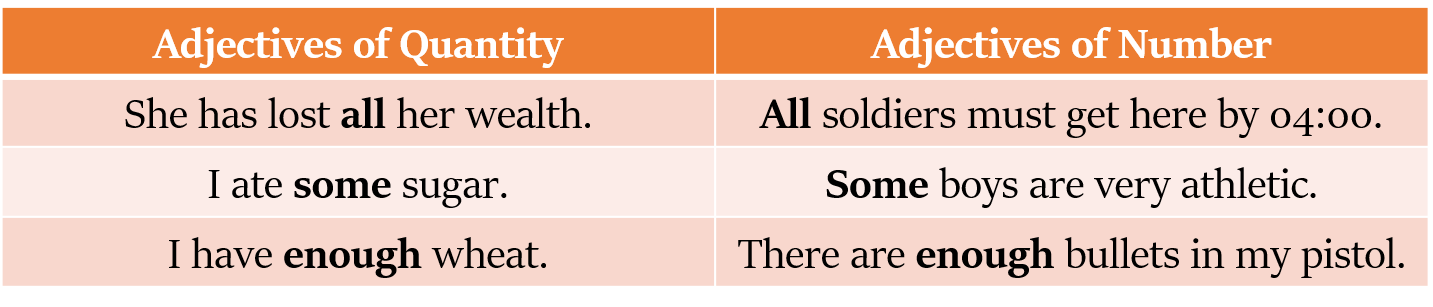 Adjectives of Quantity Adjectives of Number
She has lost all her wealth. All soldiers must get here by 04:00.
I ate some sugar. Some boys are very athletic.
I have enough wheat. There are enough bullets in my pistol.